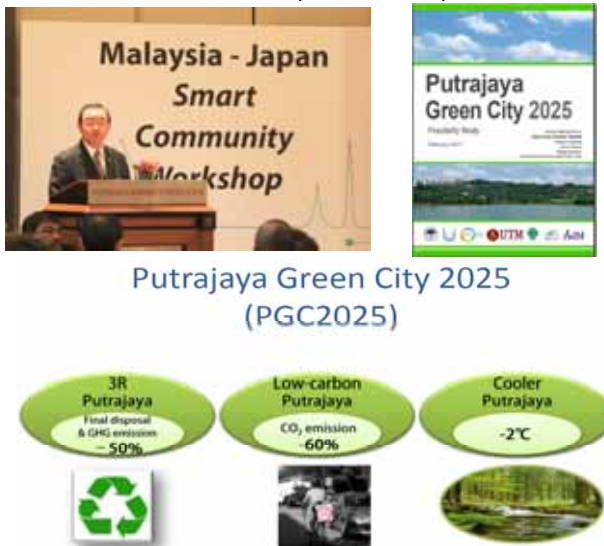 Malaysia - Japan
Smart
Community
Workshop
Putrajaya
Green City 2025
Feasibility Study
UTM
Putrajaya Green City 2025
(PGC2025)
3R
Putrajaya
Final disposal
& GHG emission
– 50%
Low-carbon
Putrajaya
CO₂ emission
-60%
Cooler
Putrajaya
-2℃